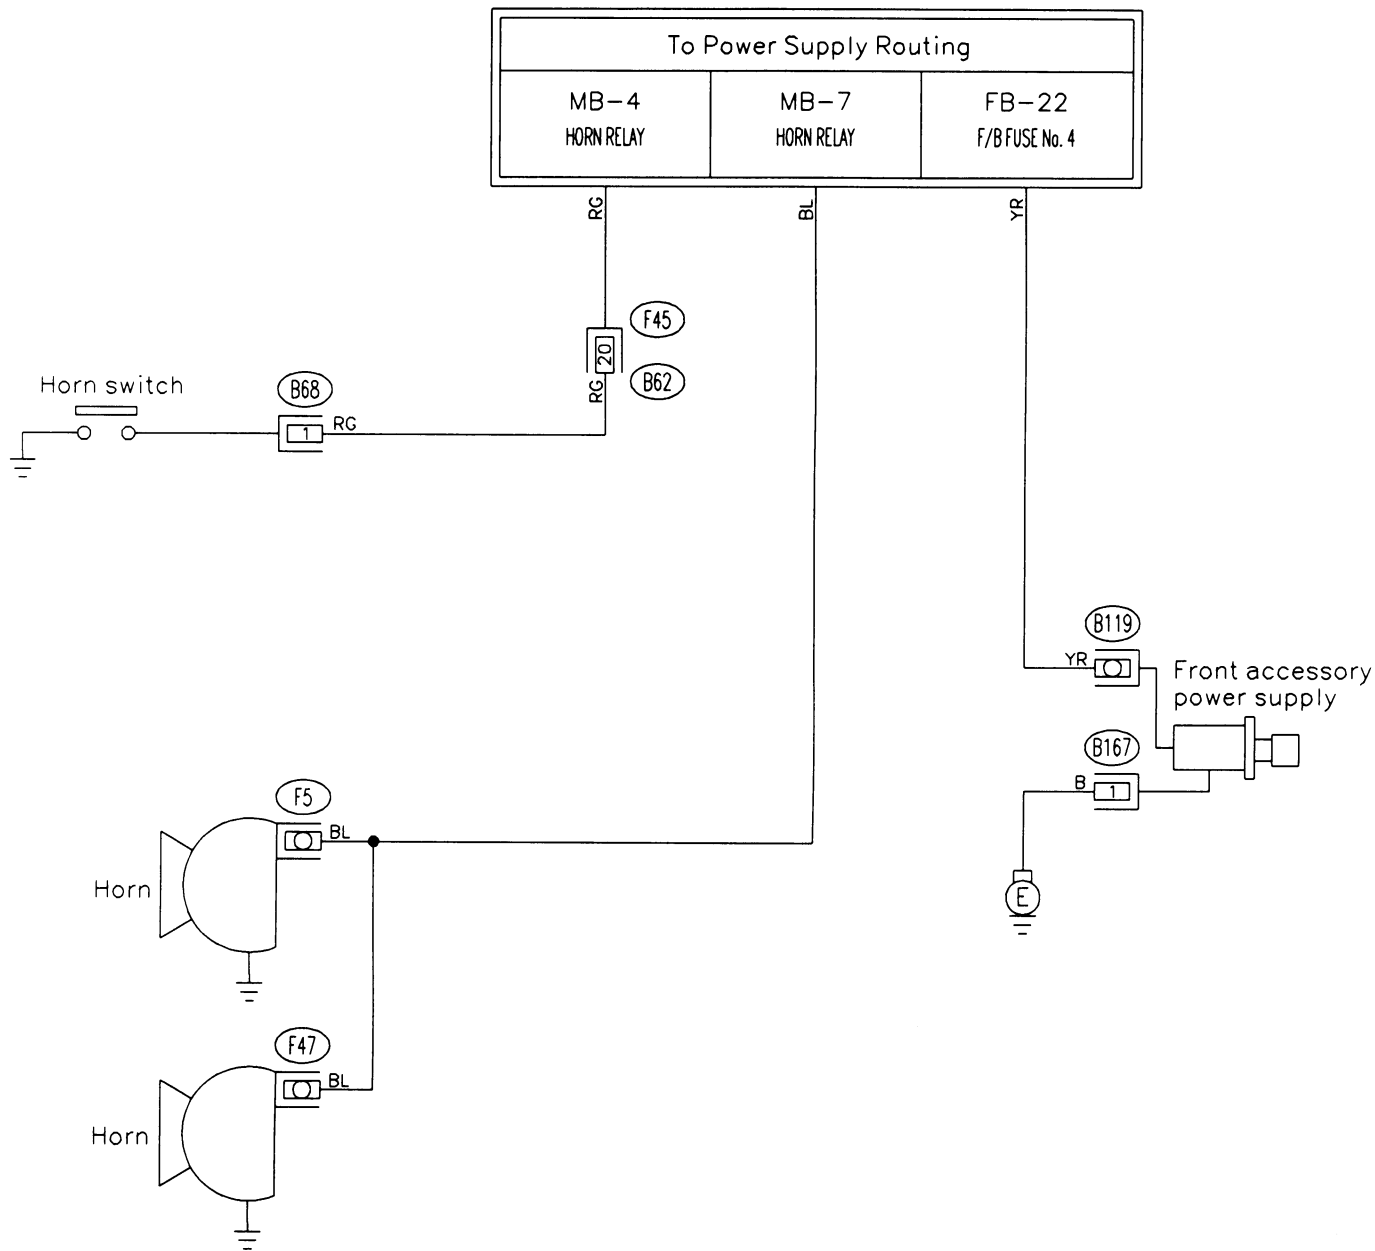 To Power Supply Routing
MB-4
HORN RELAY
MB-7
HORN RELAY
FB-22
F/B FUSE No. 4
RG
BL
YR
F45
20
B62
RG
Horn switch
B68
1
RG
B119
YR
Front accessory
power supply
B167
B
1
E
F5
BL
Horn
F47
BL
Horn